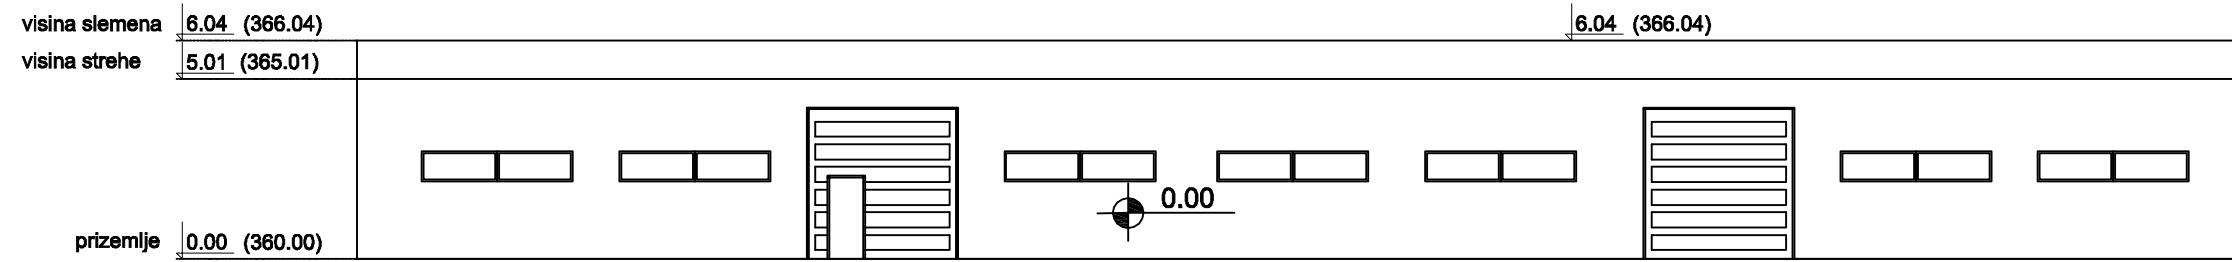 visina slemena 6.04 (366.04) 6.04 (366.04)
visina strehe 5.01 (365.01)
0.00
prizemlje 0.00 (360.00)